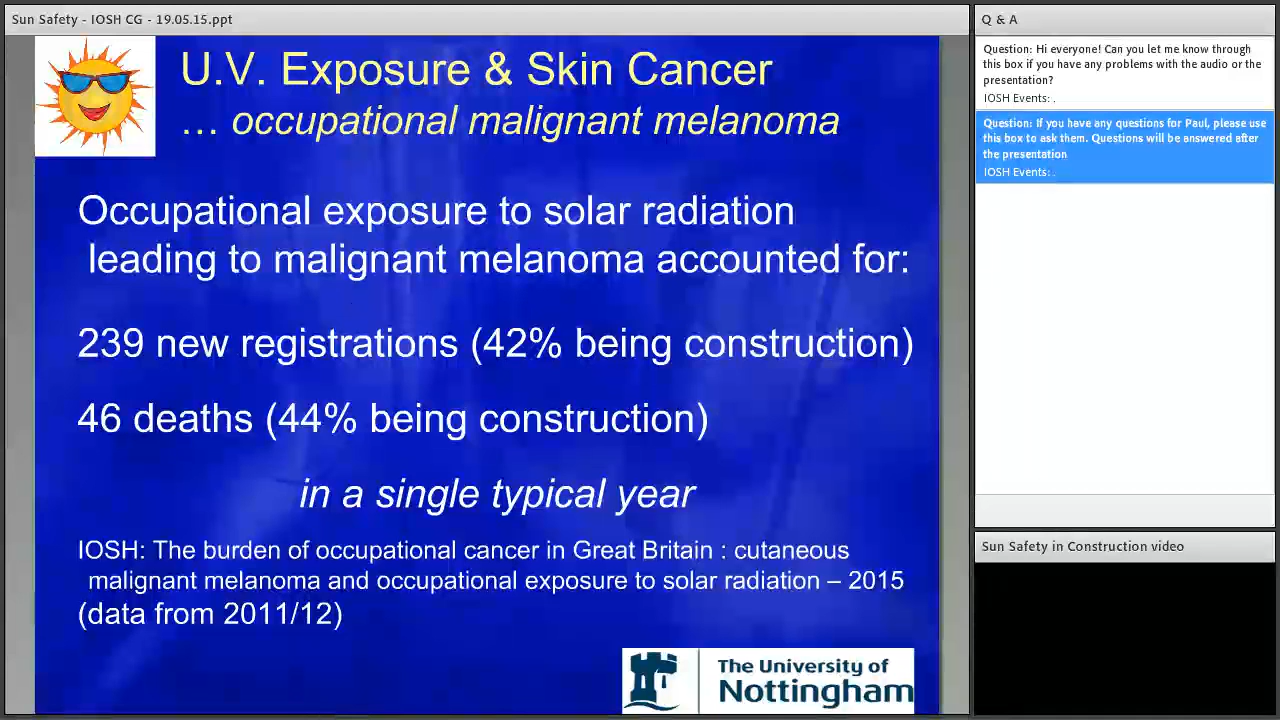 Sun Safety - IOSH CG - 19.05.15.ppt
U.V. Exposure & Skin Cancer
... occupational malignant melanoma
Occupational exposure to solar radiation
leading to malignant melanoma accounted for:
239 new registrations (42% being construction)
46 deaths (44% being construction)
in a single typical year
IOSH: The burden of occupational cancer in Great Britain : cutaneous
malignant melanoma and occupational exposure to solar radiation – 2015
(data from 2011/12)
The University of
Nottingham
Q & A
Question: Hi everyone! Can you let me know through
this box if you have any problems with the audio or the
presentation?
IOSH Events: .
Question: If you have any questions for Paul, please use
this box to ask them. Questions will be answered after
the presentation
IOSH Events: .
Sun Safety in Construction video